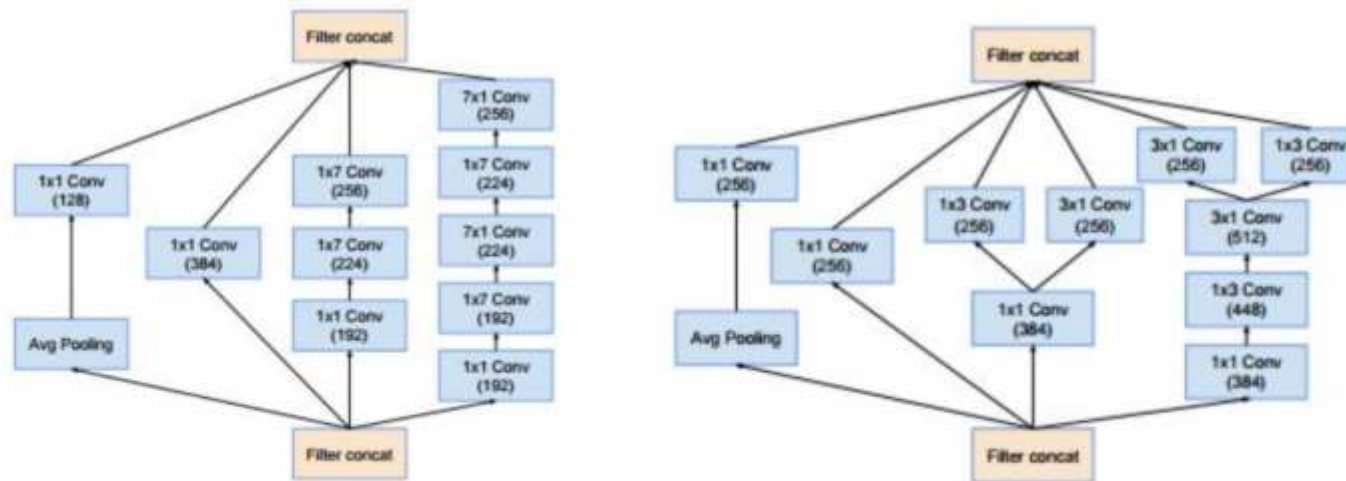 Filter concat
7x1 Conv
(256)
1x7 Conv
(224)
1x7 Conv
(256)
1x1 Conv
(128)
7x1 Conv
(224)
1x7 Conv
(224)
1x1 Conv
(384)
1x7 Conv
(192)
1x1 Conv
(192)
Avg Pooling
1x1 Conv
(192)
Filter concat
Filter concat
3x1 Conv
(256)
1x3 Conv
(256)
1x1 Conv
(256)
1x3 Conv
(256)
3x1 Conv
(256)
3x1 Conv
(512)
1x1 Conv
(256)
1x3 Conv
(448)
1x1 Conv
(384)
Avg Pooling
1x1 Conv
(384)
Filter concat